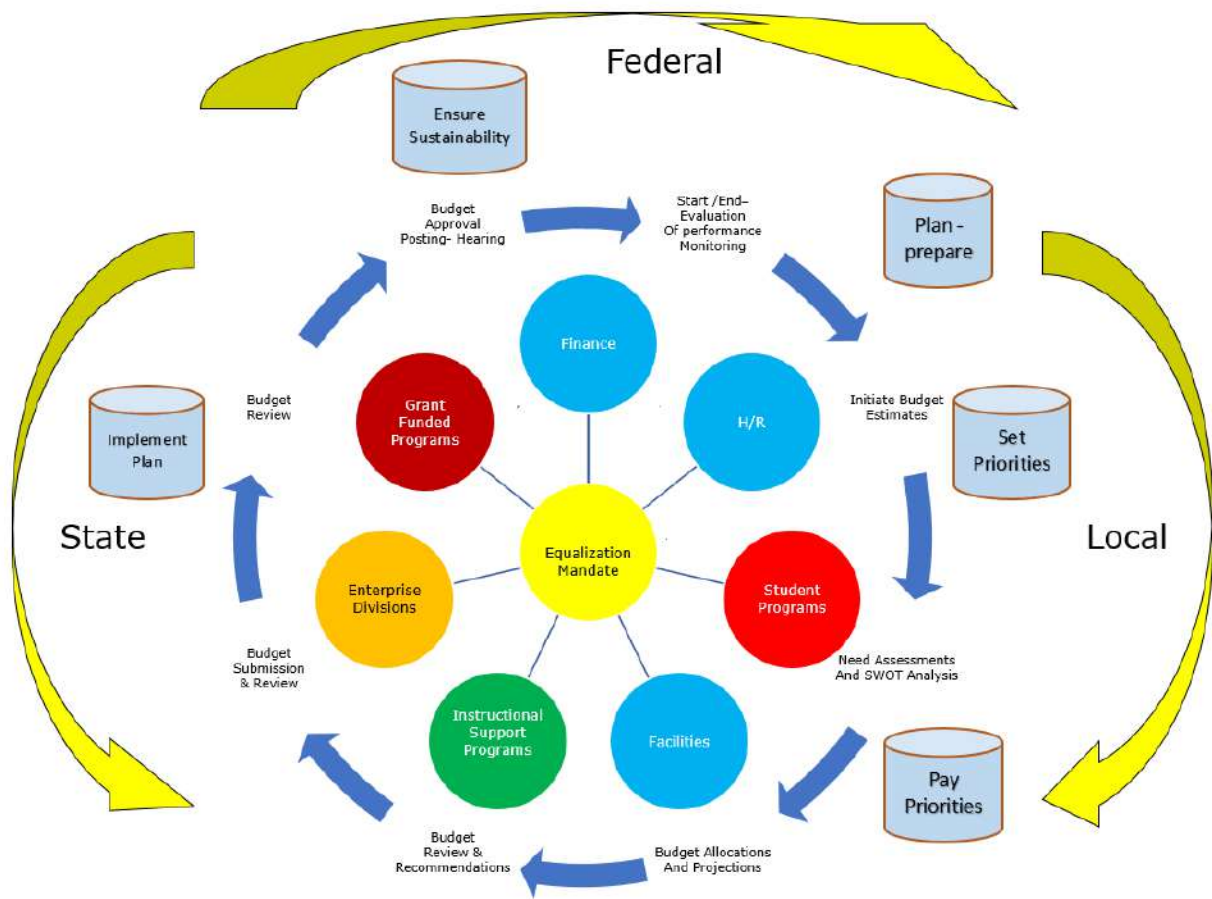 Federal
Ensure
Sustainability
Budget
Approval
Posting- Hearing
Start /End–
Evaluation
Of performance
Monitoring
Plan -
prepare
Finance
Grant
Funded
Programs
H/R
Budget
Review
Implement
Plan
Initiate Budget
Estimates
Set
Priorities
State
Local
Equalization
Mandate
Enterprise
Divisions
Student
Programs
Budget
Submission
& Review
Need Assessments
And SWOT Analysis
Instructional
Support
Programs
Facilities
Pay
Priorities
Budget
Review &
Recommendations
Budget Allocations
And Projections